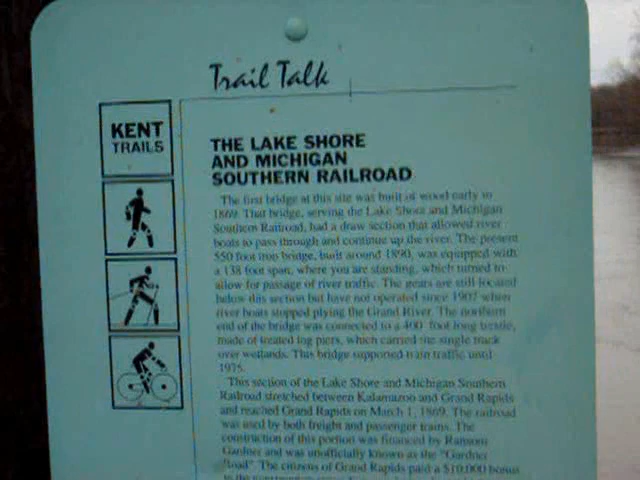 Trail Talk
KENT
TRAILS
THE LAKE SHORE
AND MICHIGAN
SOUTHERN RAILROAD
The first bridge at this site was built of wood early in
1869. That bridge, serving the Lake Shore and Michigan
Southern Railroad, had a draw section that allowed river
boats to pass through and continue up the river. The present
550 foot iron bridge, built around 1890, was equipped with
a 138 foot span, where you are standing, which turned to
allow for passage of river traffic. The gears are still located
below this section but have not operated since 1907 when
river boats stopped plying the Grand River. The northern
end of the bridge was connected to a 400 foot long trestle,
made of treated log piers, which carried the single track
over wetlands. This bridge supported train traffic until
1975.
This section of the Lake Shore and Michigan Southern
Railroad stretched between Kalamazoo and Grand Rapids
and reached Grand Rapids on March 1, 1869. The railroad
was used by both freight and passenger trains. The
construction of this portion was financed by Ransom
Gardner and was unofficially known as the "Gardner
Road". The citizens of Grand Rapids paid a $10,000 bonus